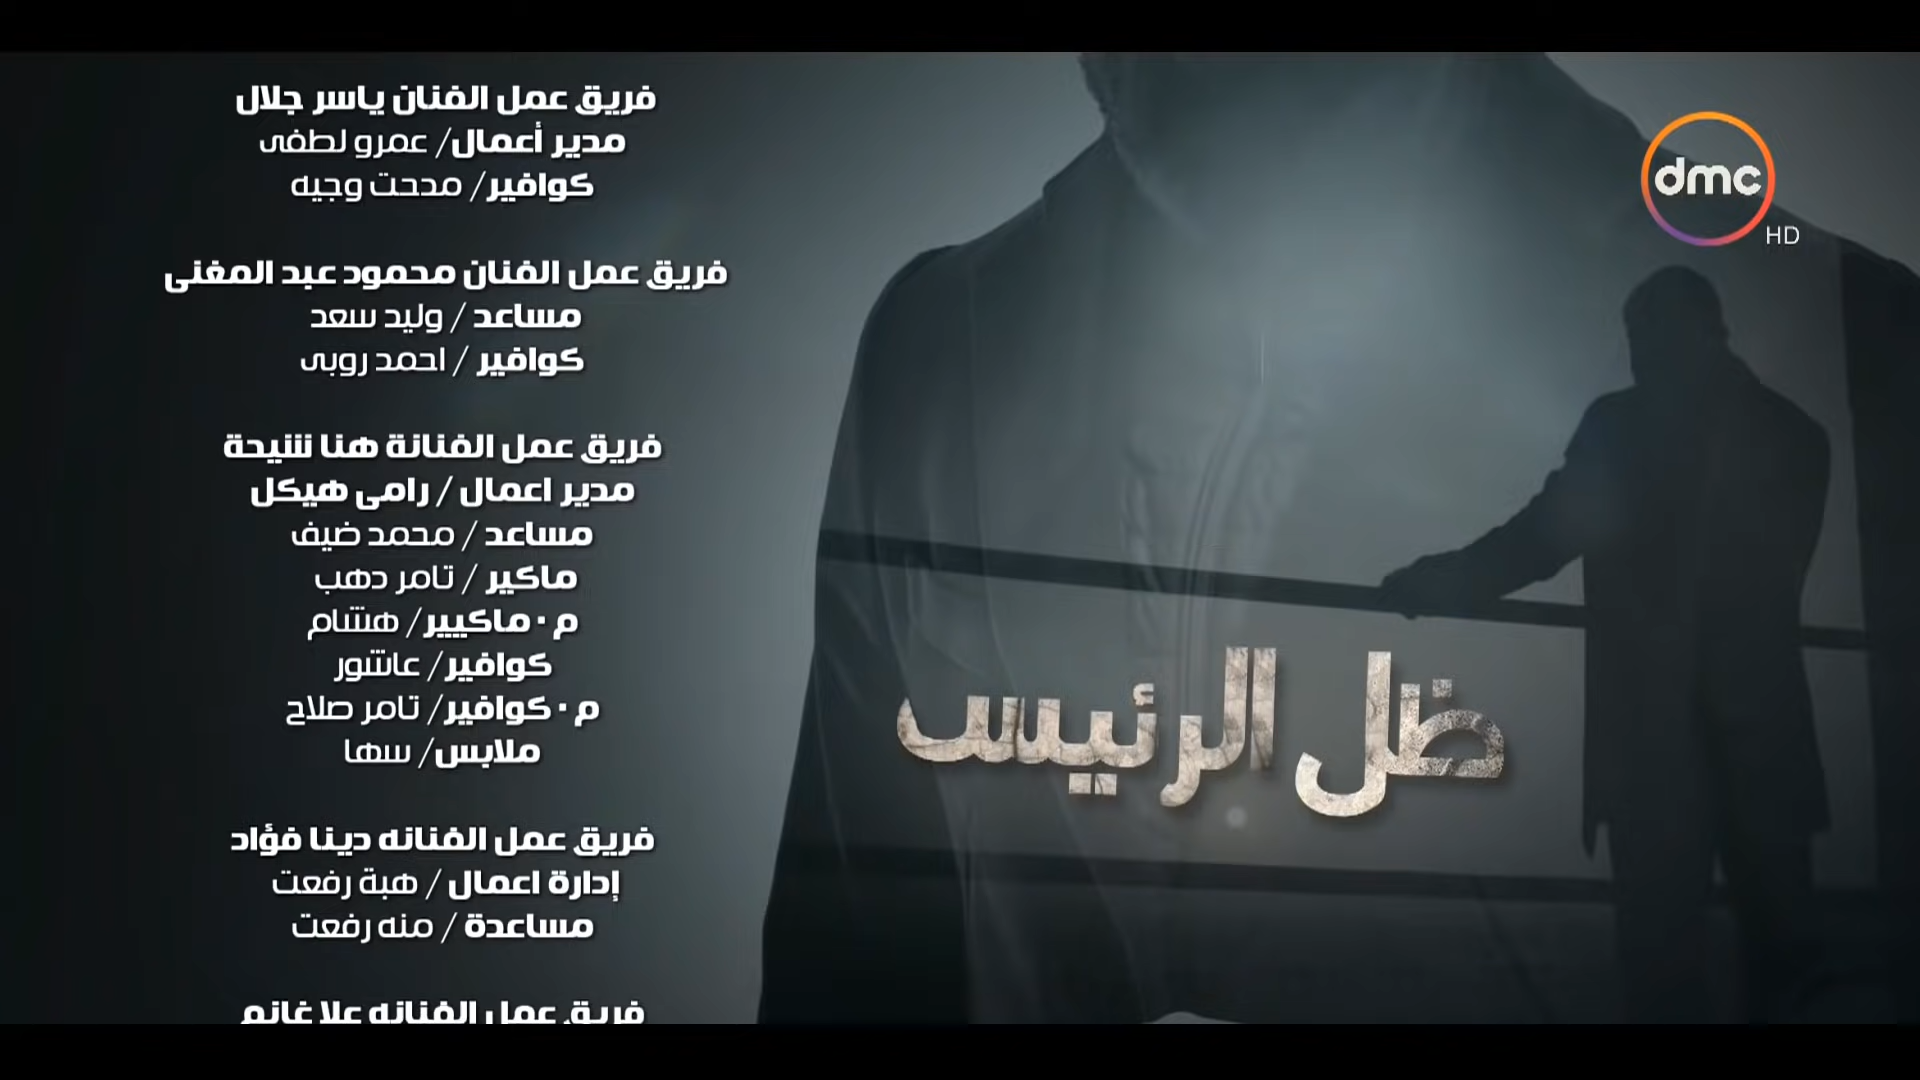 فريق عمل الفنان ياسر جلال
مدير أعمال/ عمرو لطفى
كوافير/ مدحت وجيه
فريق عمل الفنان محمود عبد المغنى
مساعد / وليد سعد
كوافير / احمد روبى
فريق عمل الفنانة هنا شيحة
مدير اعمال / رامى هيكل
مساعد / محمد ضيف
ماكير / تامر دهب
م٠ماكيير/ هشام
كوافير/ عاشور
م٠كوافير/ تامر صلاح
ملابس/ سها
فريق عمل الفنانه دينا فؤاد
إدارة اعمال / هبة رفعت
مساعدة / منه رفعت
فريق عمل الفنانه علا غانم
dmc
HD
ظل الرئيس